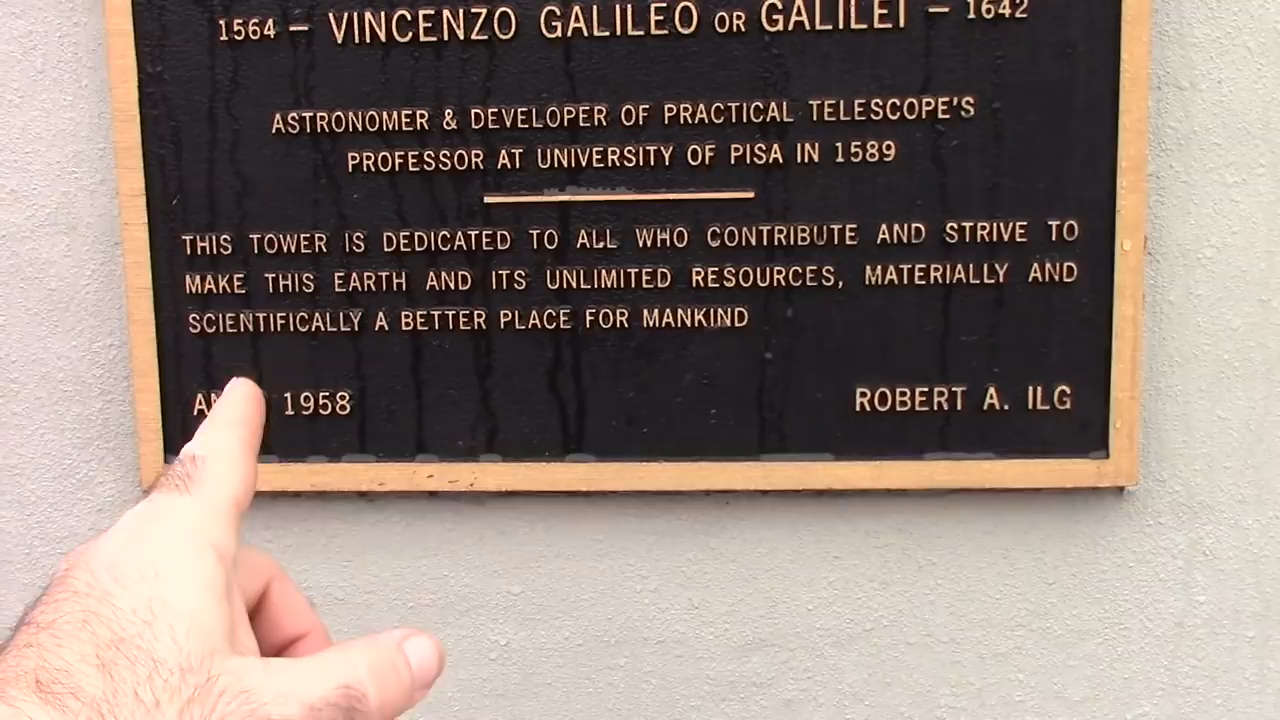 1564 – VINCENZO GALILEO OR GALILEI – 1642
ASTRONOMER & DEVELOPER OF PRACTICAL TELESCOPE'S
PROFESSOR AT UNIVERSITY OF PISA IN 1589
THIS TOWER IS DEDICATED TO ALL WHO CONTRIBUTE AND STRIVE TO
MAKE THIS EARTH AND ITS UNLIMITED RESOURCES, MATERIALLY AND
SCIENTIFICALLY A BETTER PLACE FOR MANKIND
1958 ROBERT A. ILG